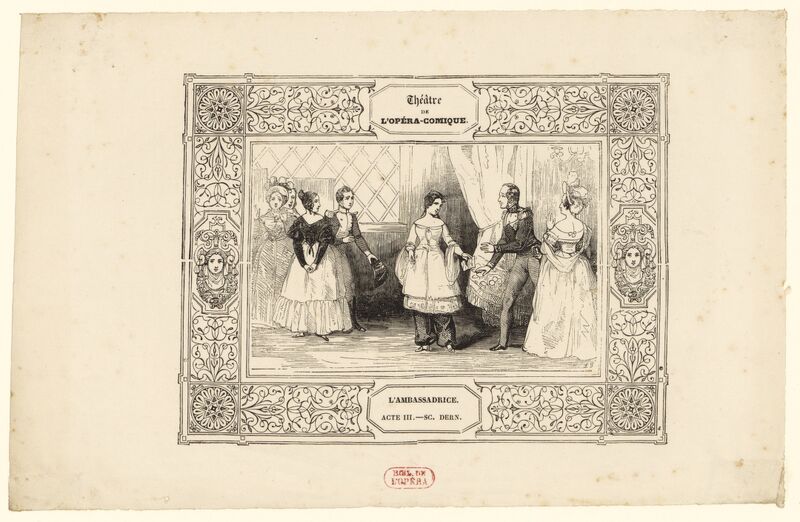 Théâtre
DE
L'OPÉRA-COMIQUE.
L'AMBASSADRICE.
ACTE III.—SC. DERN.
BIBL. DE
L'OPÉRA